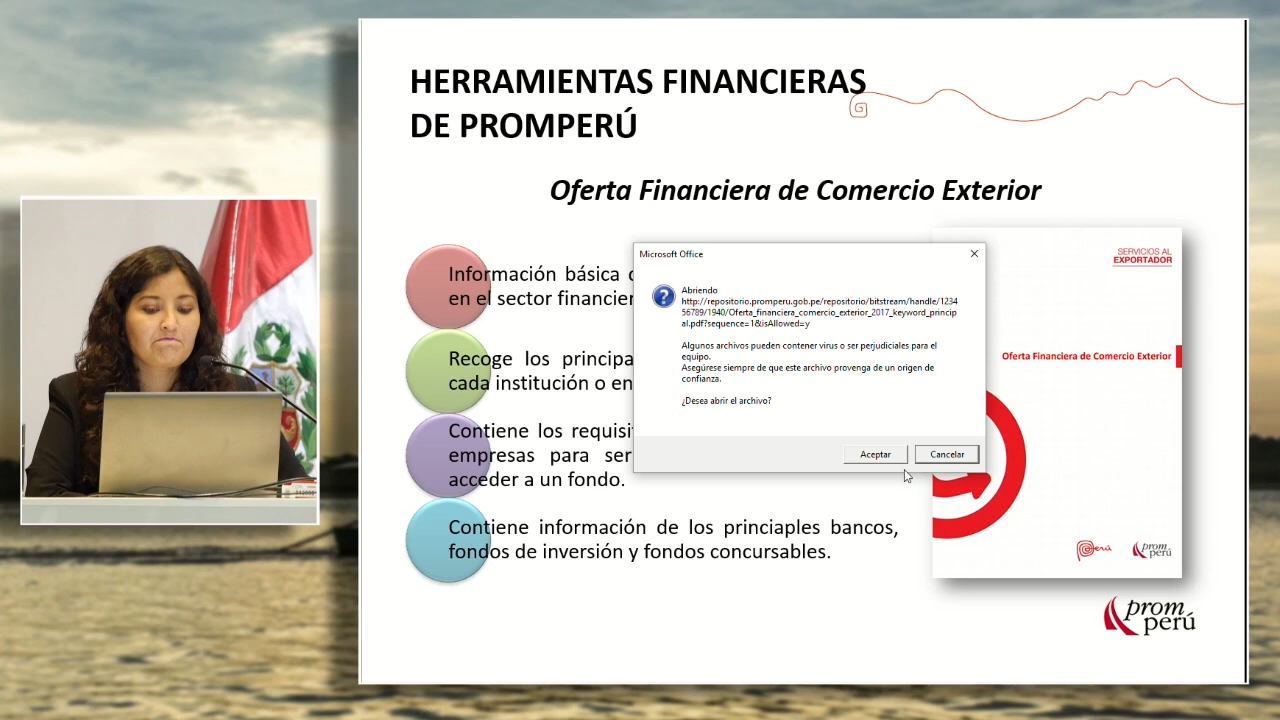 HERRAMIENTAS FINANCIERAS
DE PROMPERÚ
Oferta Financiera de Comercio Exterior
Información básica
en el sector financier
Recoge los principa
cada institución o en
Contiene los requisit
empresas para ser
acceder a un fondo.
Contiene información de los princiaples bancos,
fondos de inversión y fondos concursables.
Microsoft Office
Abriendo
http://repositorio.promperu.gob.pe/repositorio/bitstream/handle/1234
56789/1940/Oferta_financiera_comercio_exterior_2017_keyword_princip
al.pdf?sequence=1&isAllowed=y
Algunos archivos pueden contener virus o ser perjudiciales para el
equipo.
Asegúrese siempre de que este archivo provenga de un origen de
confianza.
¿Desea abrir el archivo?
Aceptar
Cancelar
SERVICIOS AL
EXPORTADOR
Oferta Financiera de Comercio Exterior
Perú
prom
perú
prom
perú